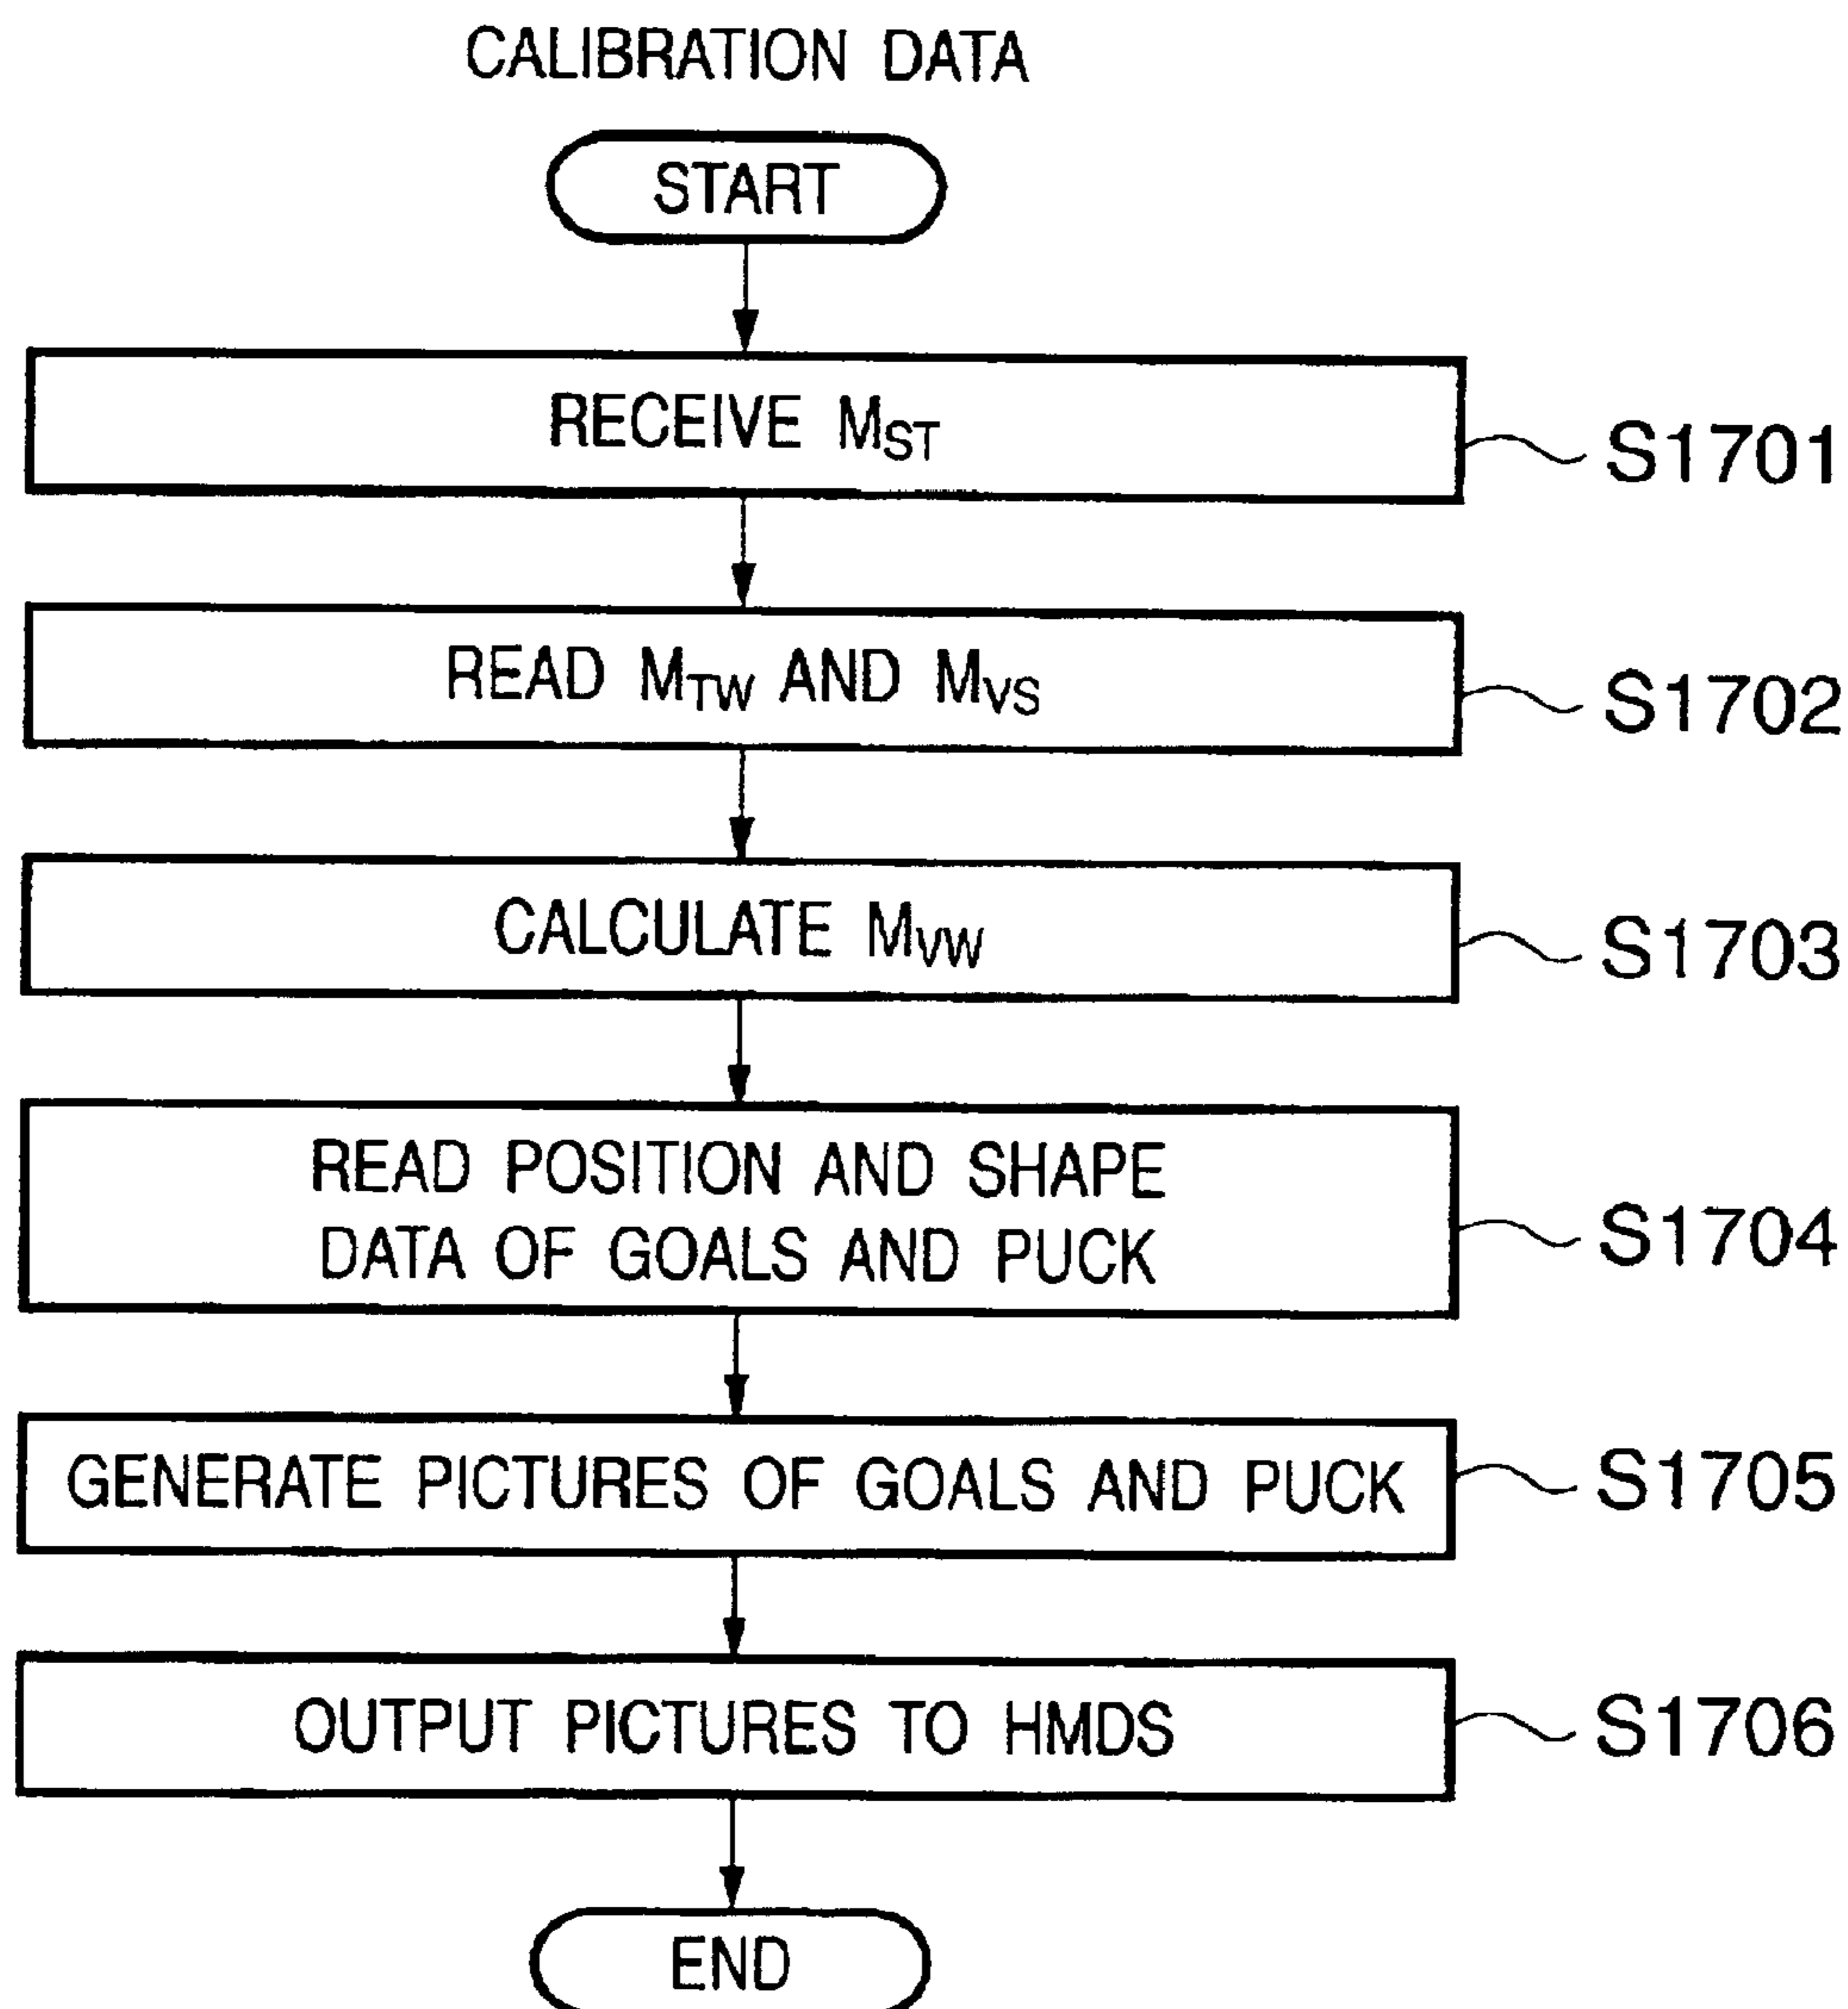 CALIBRATION DATA
START
RECEIVE MST
S1701
READ MTW AND MVS
S1702
CALCULATE MVW
S1703
READ POSITION AND SHAPE
DATA OF GOALS AND PUCK
S1704
GENERATE PICTURES OF GOALS AND PUCK
S1705
OUTPUT PICTURES TO HMDS
S1706
END